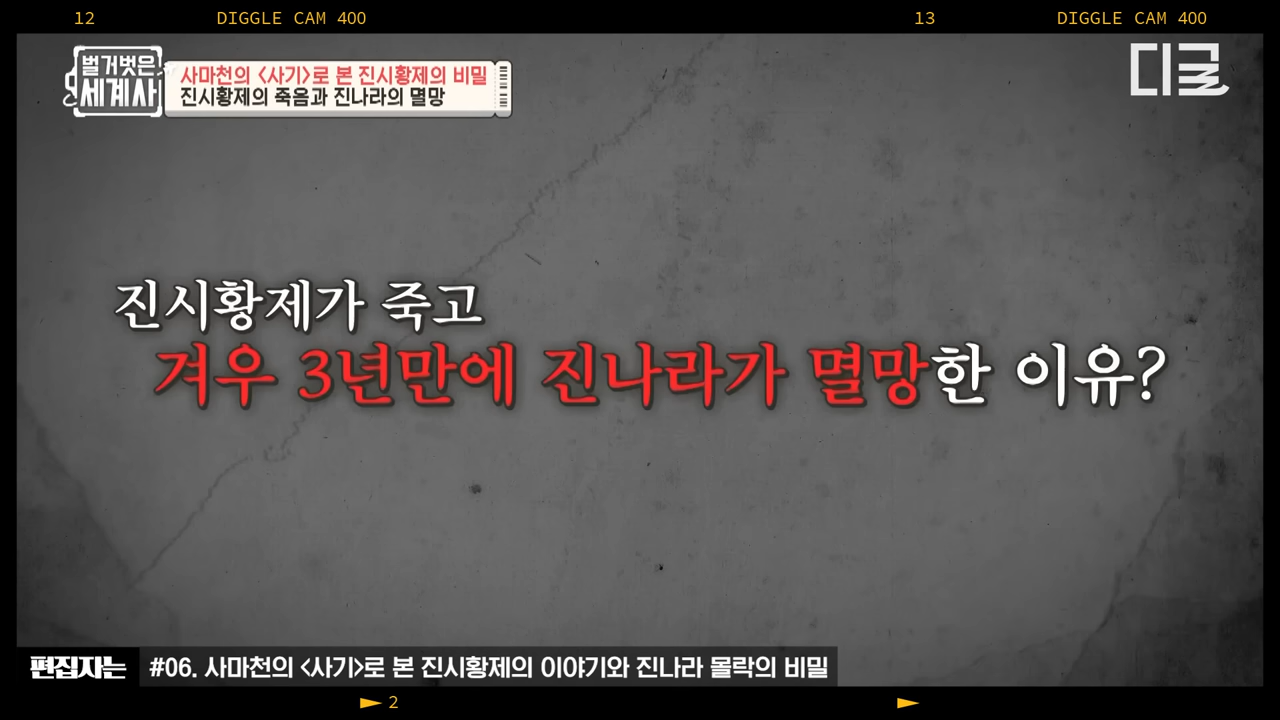 12 DIGGLE CAM 400 13 DIGGLE CAM 400
벌거벗은
세계사
사마천의 <사기>로 본 진시황제의 비밀
진시황제의 죽음과 진나라의 멸망
디글
진시황제가 죽고
겨우 3년만에 진나라가 멸망한 이유?
편집자는 #06. 사마천의 <사기>로 본 진시황제의 이야기와 진나라 몰락의 비밀
2